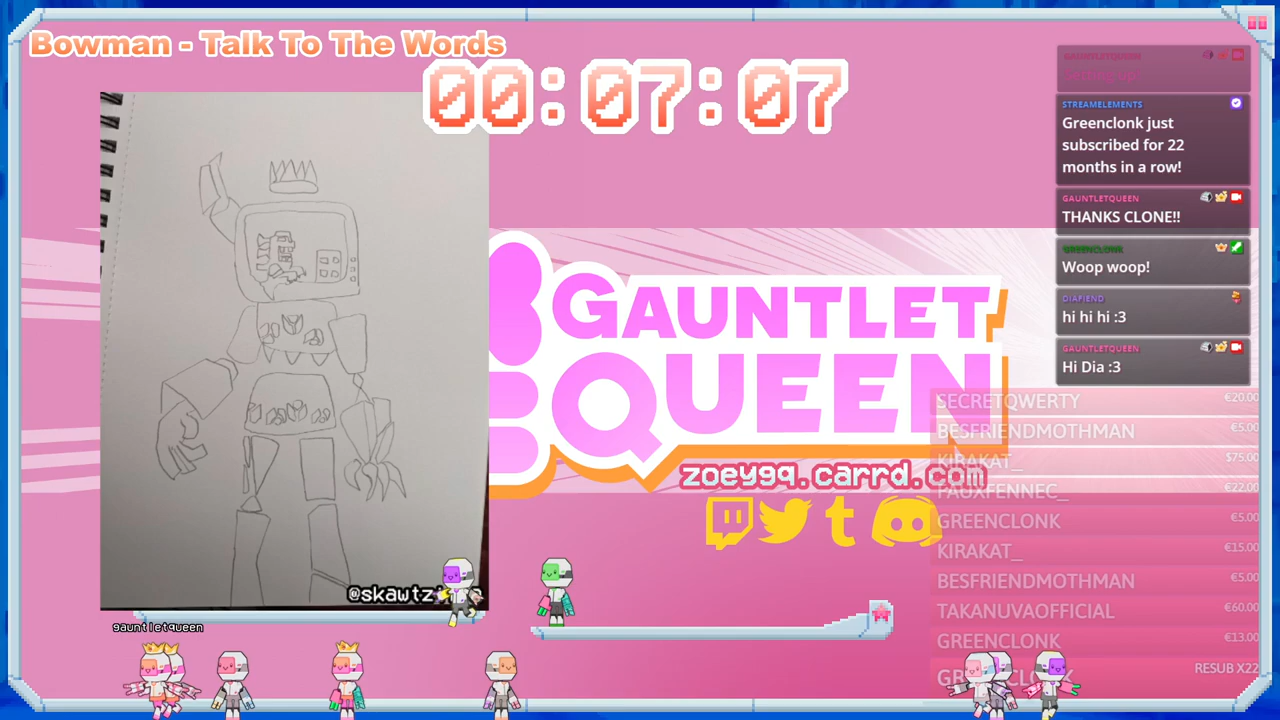 Bowman - Talk To The Words
00:07:07
GAUNTLETQUEEN
Setting up!
STREAMELEMENTS
Greenclonk just
subscribed for 22
months in a row!
GAUNTLETQUEEN
THANKS CLONE!!
GREENCLONK
Woop woop!
DIAFIEND
hi hi hi :3
GAUNTLETQUEEN
Hi Dia :3
GAUNTLET
QUEEN
zoeygq.carrd.com
SECRETQWERTY €20.00
BESFRIENDMOTHMAN €5.00
KIRAKAT_ $75.00
FAUXFENNEC_ €22.00
GREENCLONK €5.00
KIRAKAT_ €15.00
BESFRIENDMOTHMAN €5.00
TAKANUVAOFFICIAL €60.00
GREENCLONK €13.00
RESUB X22
@skawtz
gauntletqueen